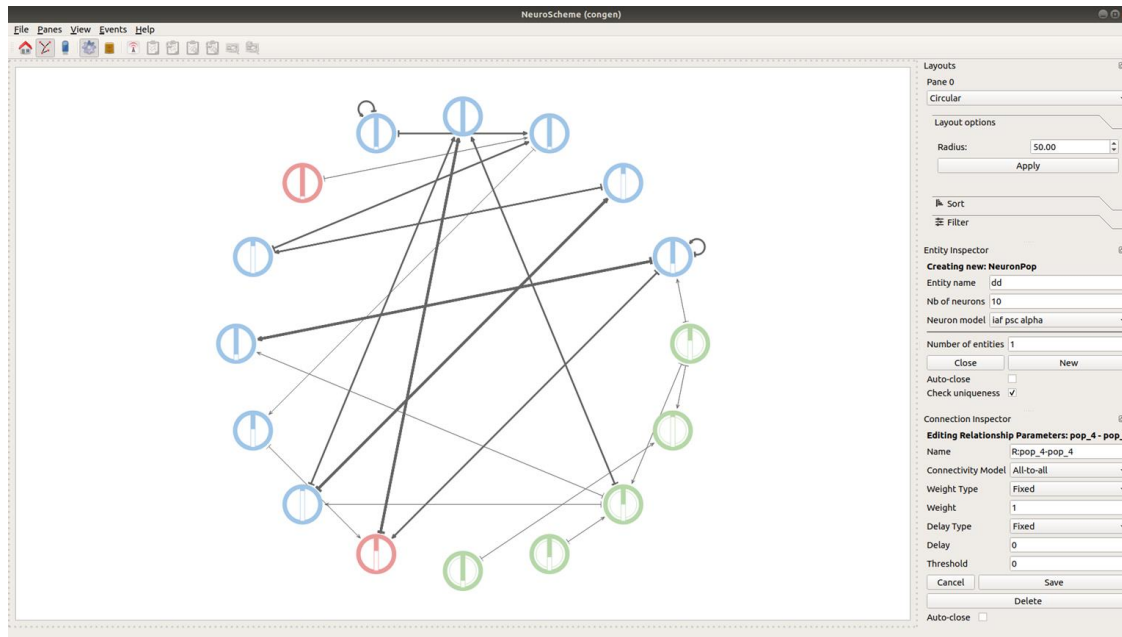 NeuroScheme (congen)
File Panes View Events Help
Layouts
Pane 0
Circular
Layout options
Radius: 50.00
Apply
Sort
Filter
Entity Inspector
Creating new: NeuronPop
Entity name dd
Nb of neurons 10
Neuron model iaf psc alpha
Number of entities 1
Close New
Auto-close
Check uniqueness
Connection Inspector
Editing Relationship Parameters: pop_4 - pop_
Name R:pop_4-pop_4
Connectivity Model All-to-all
Weight Type Fixed
Weight 1
Delay Type Fixed
Delay 0
Threshold 0
Cancel Save
Delete
Auto-close